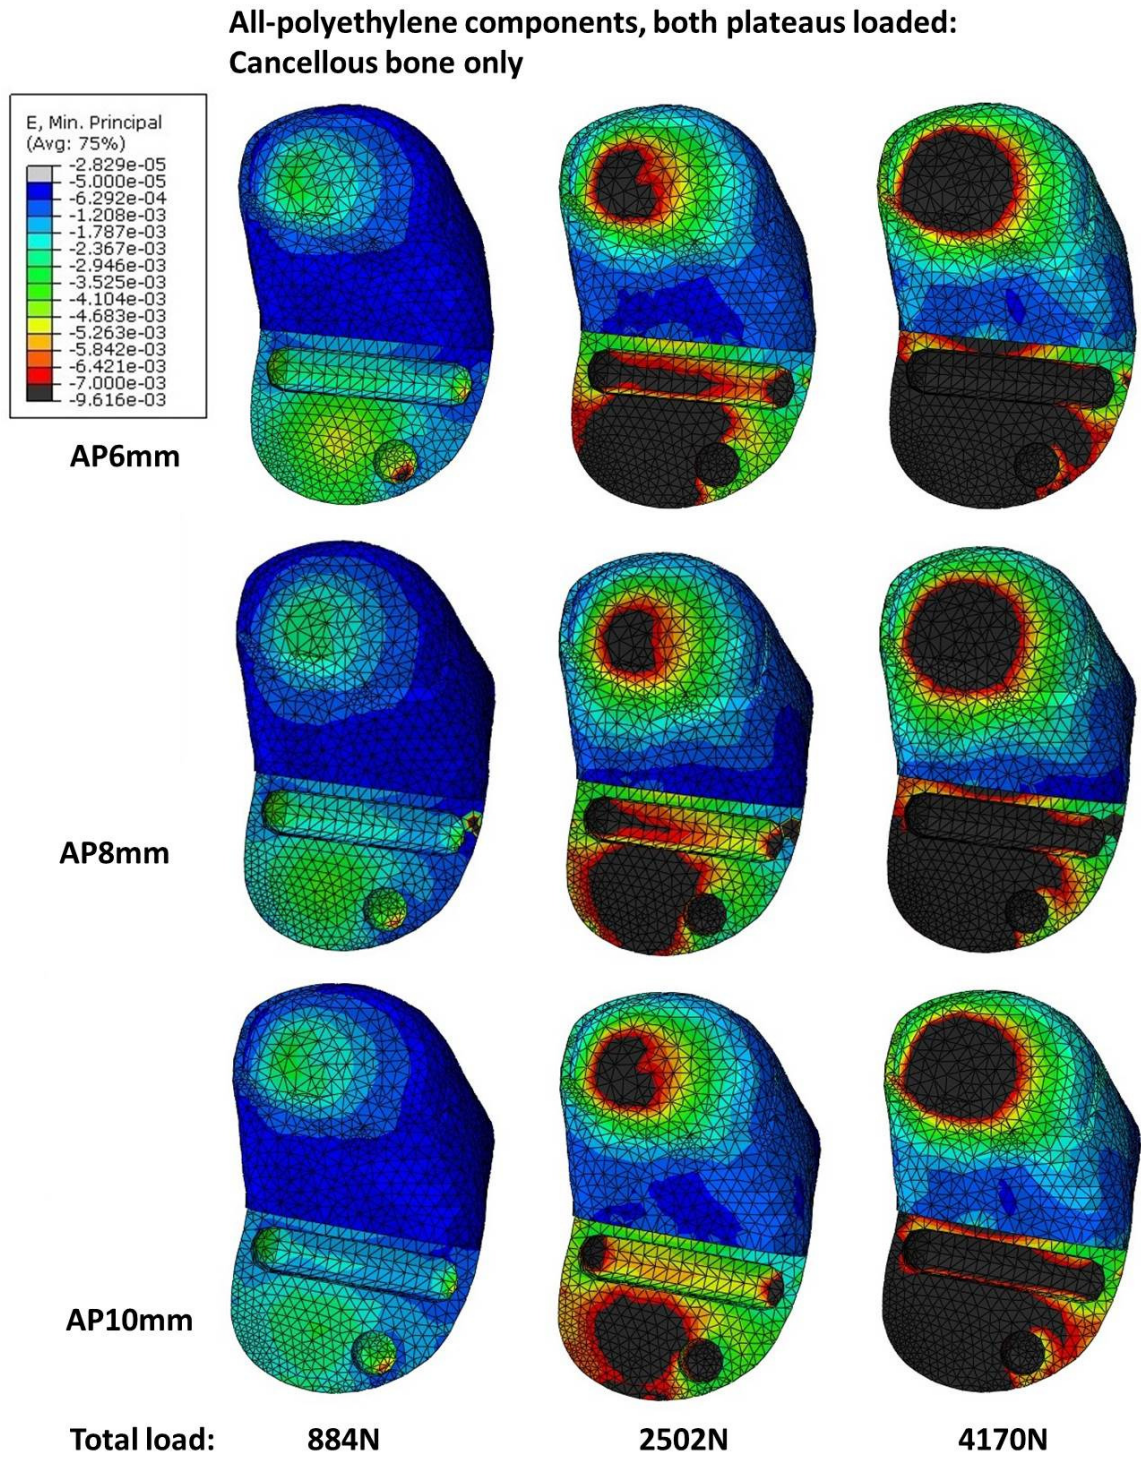 All-polyethylene components, both plateaus loaded:
Cancellous bone only
E, Min. Principal
(Avg: 75%)
-2.829e-05
-5.000e-05
-6.292e-04
-1.208e-03
-1.787e-03
-2.367e-03
-2.946e-03
-3.525e-03
-4.104e-03
-4.683e-03
-5.263e-03
-5.842e-03
-6.421e-03
-7.000e-03
-9.616e-03
AP6mm
AP8mm
AP10mm
Total load: 884N 2502N 4170N